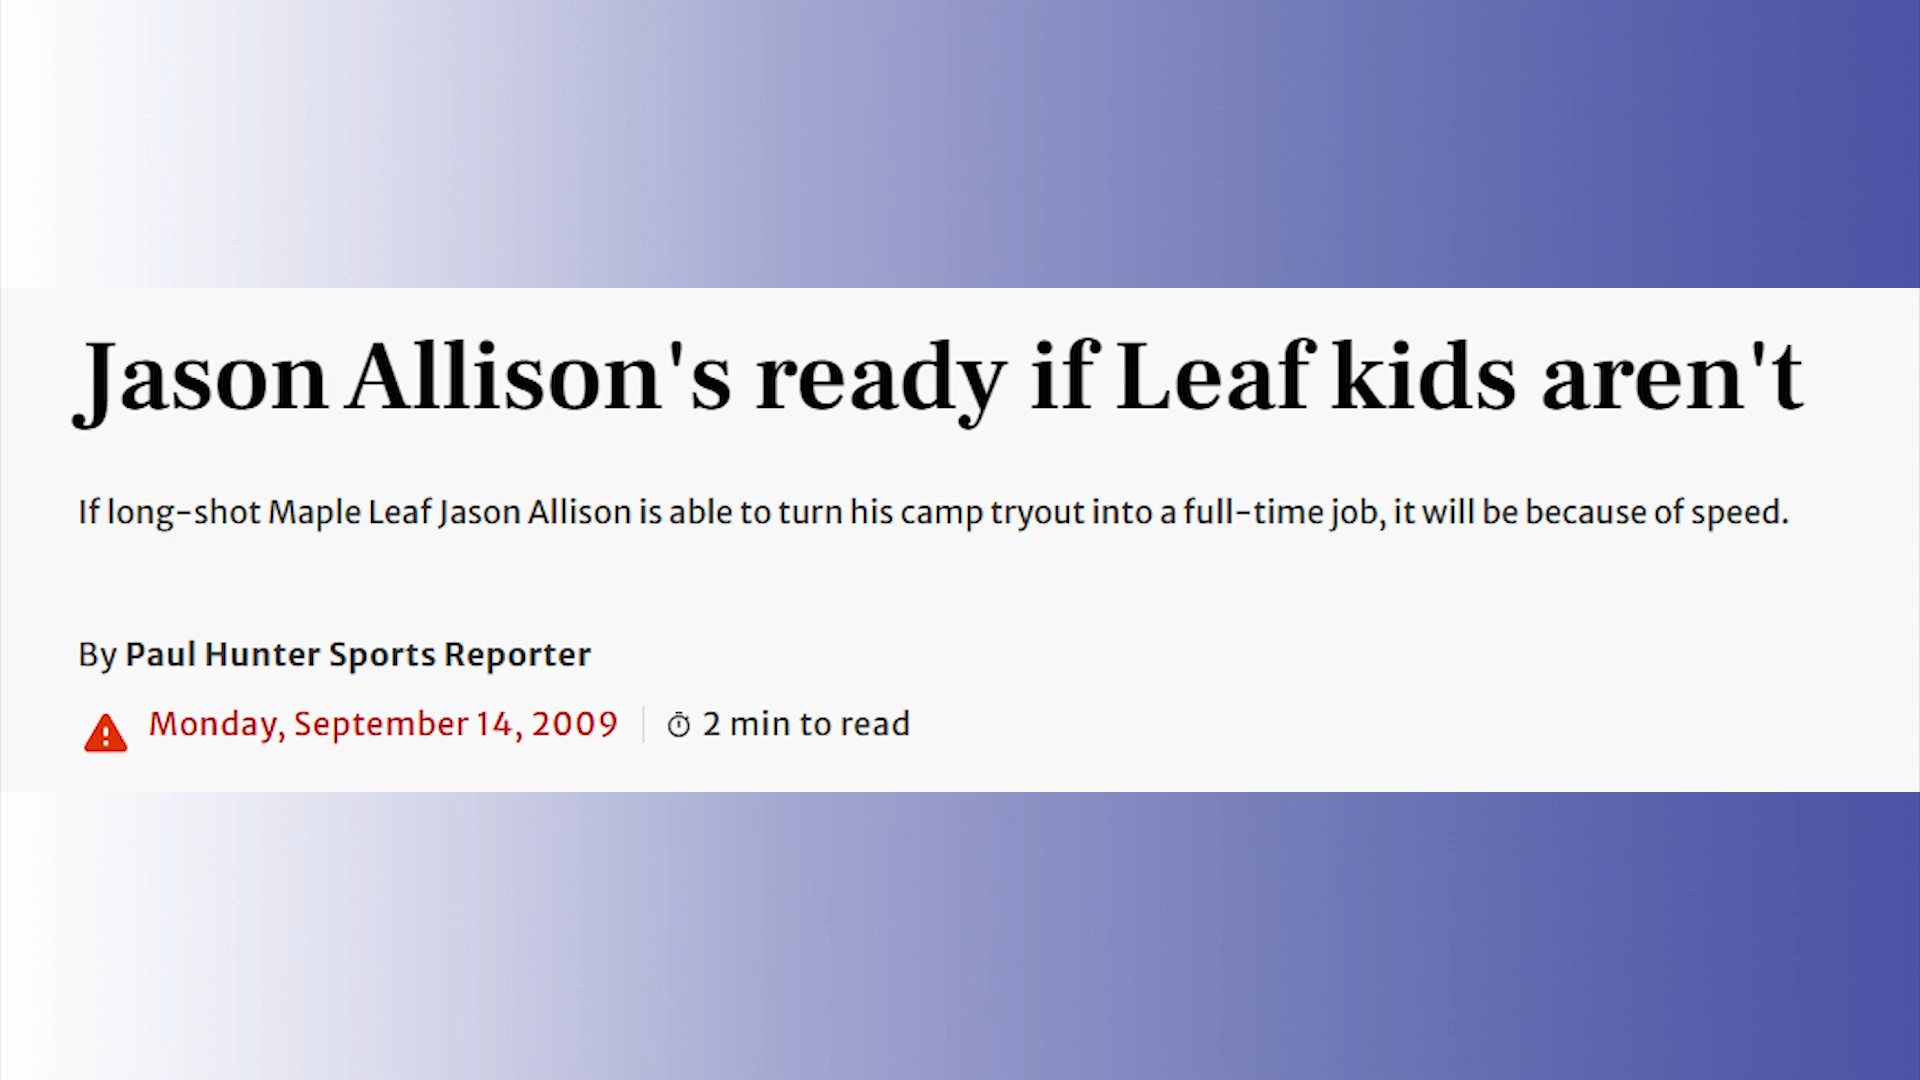 Jason Allison's ready if Leaf kids aren't
If long-shot Maple Leaf Jason Allison is able to turn his camp tryout into a full-time job, it will be because of speed.
By Paul Hunter Sports Reporter
Monday, September 14, 2009
2 min to read